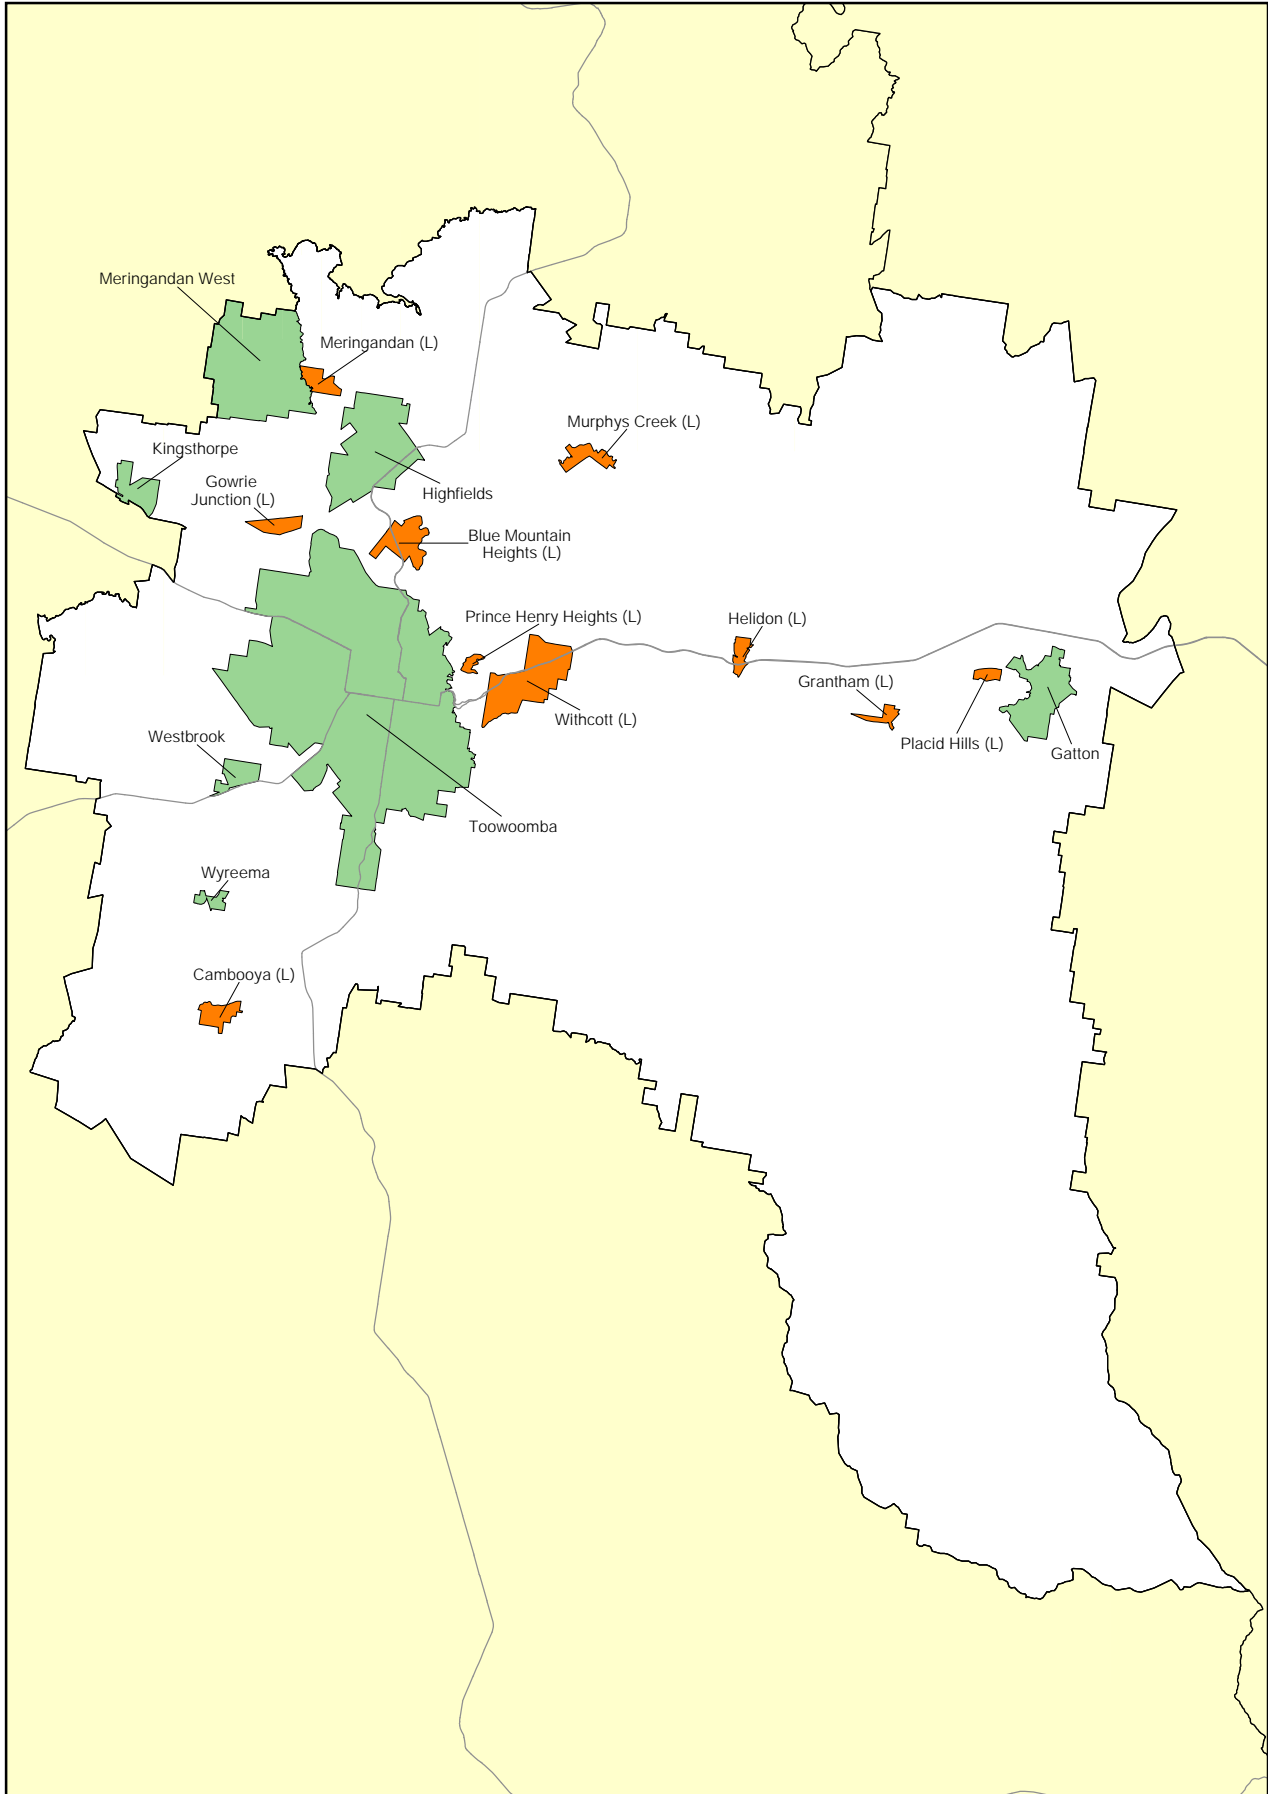 Meringandan West
Meringandan (L)
Murphys Creek (L)
Kingsthorpe
Gowrie
Junction (L)
Highfields
Blue Mountain
Heights (L)
Prince Henry Heights (L)
Helidon (L)
Grantham (L)
Withcott (L)
Westbrook
Placid Hills (L)
Gatton
Toowoomba
Wyreema
Cambooya (L)